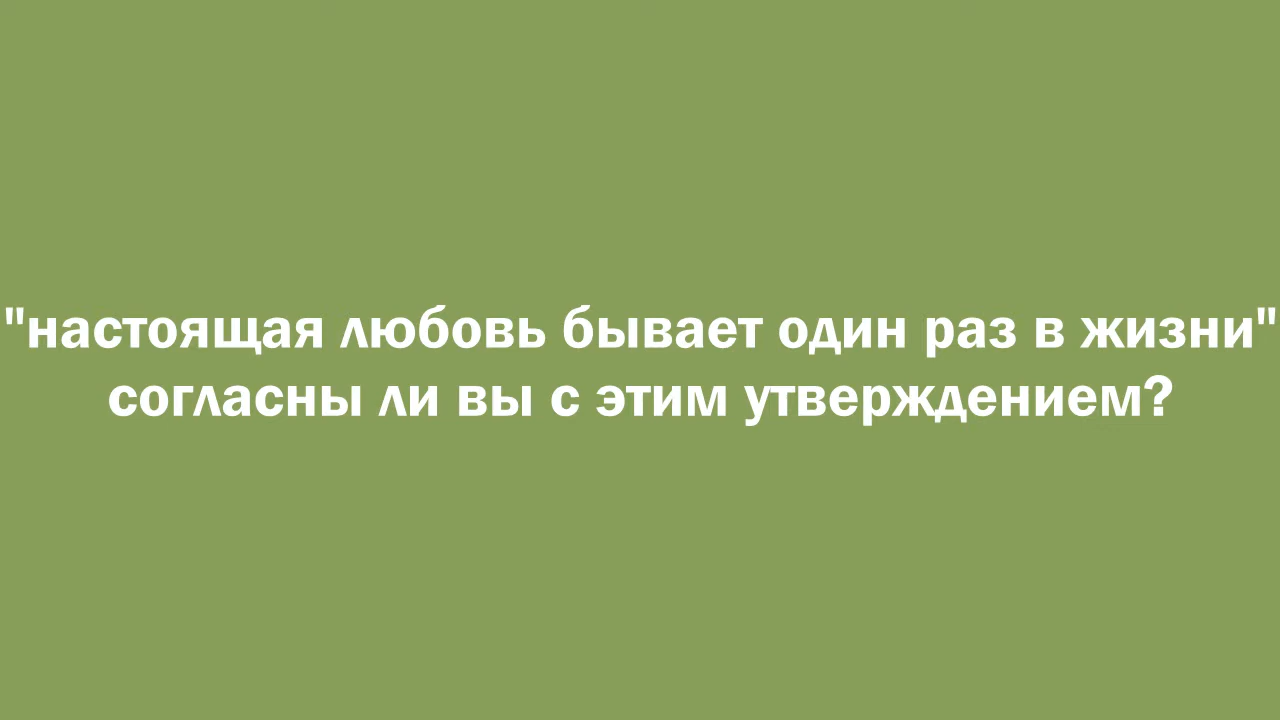 "настоящая любовь бывает один раз в жизни"
согласны ли вы с этим утверждением?